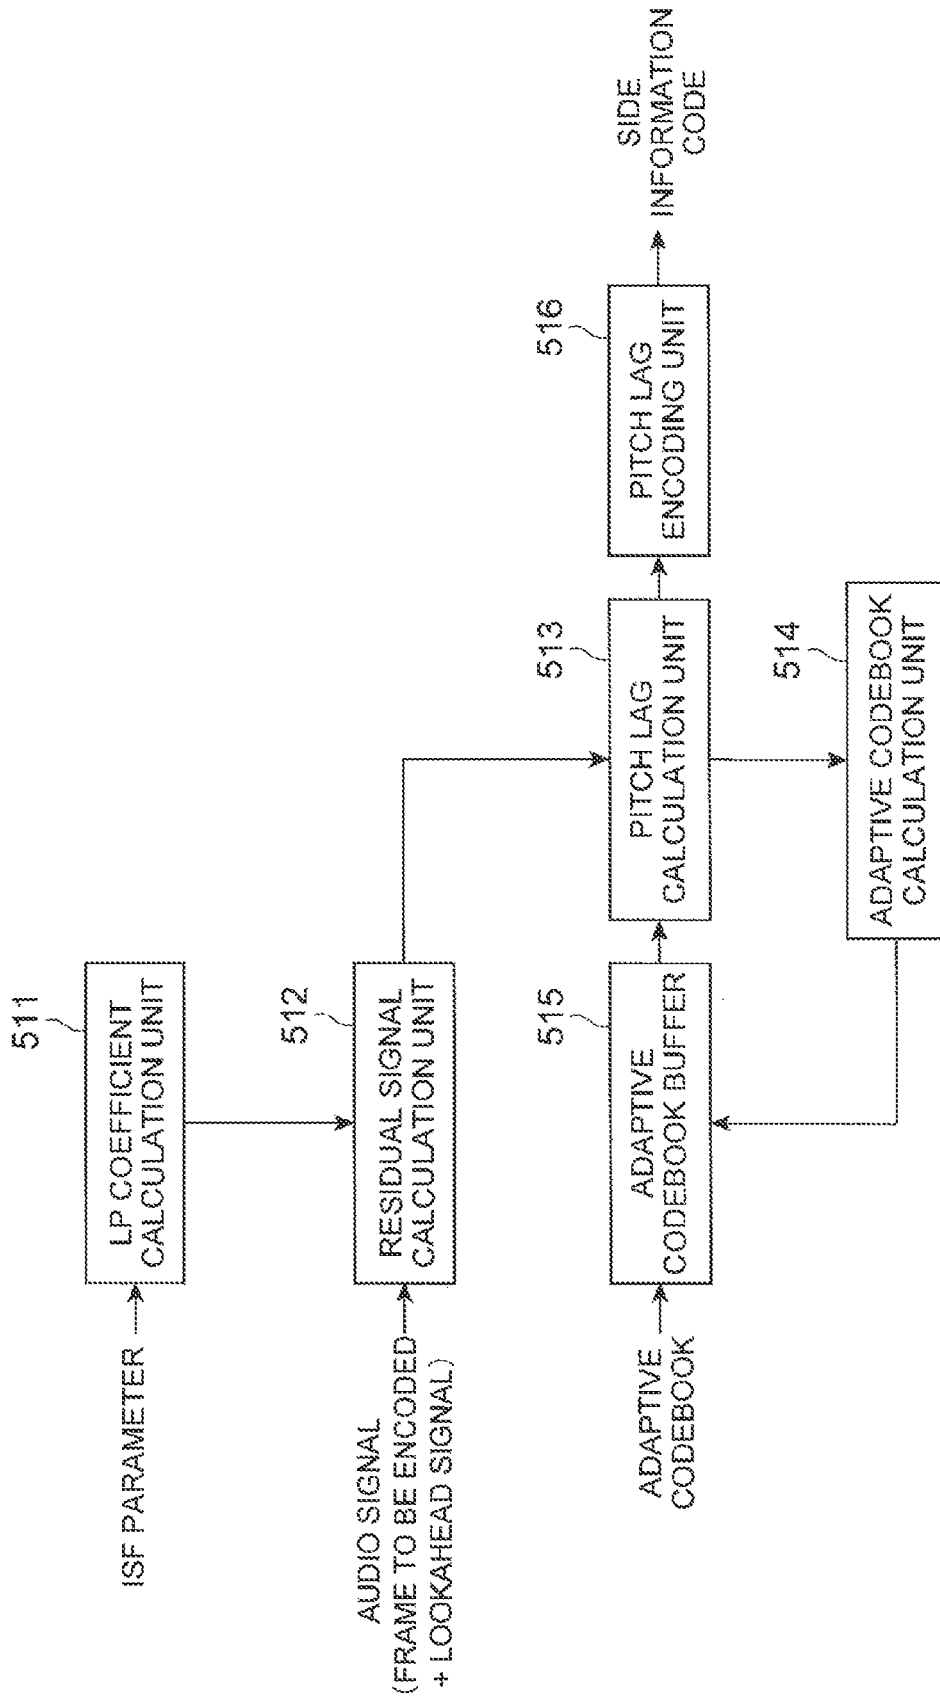 511
ISF PARAMETER
LP COEFFICIENT
CALCULATION UNIT
512
AUDIO SIGNAL
(FRAME TO BE ENCODED
+ LOOKAHEAD SIGNAL)
RESIDUAL SIGNAL
CALCULATION UNIT
515
ADAPTIVE
CODEBOOK
ADAPTIVE
CODEBOOK BUFFER
513
PITCH LAG
CALCULATION UNIT
516
PITCH LAG
ENCODING UNIT
SIDE
INFORMATION
CODE
514
ADAPTIVE CODEBOOK
CALCULATION UNIT